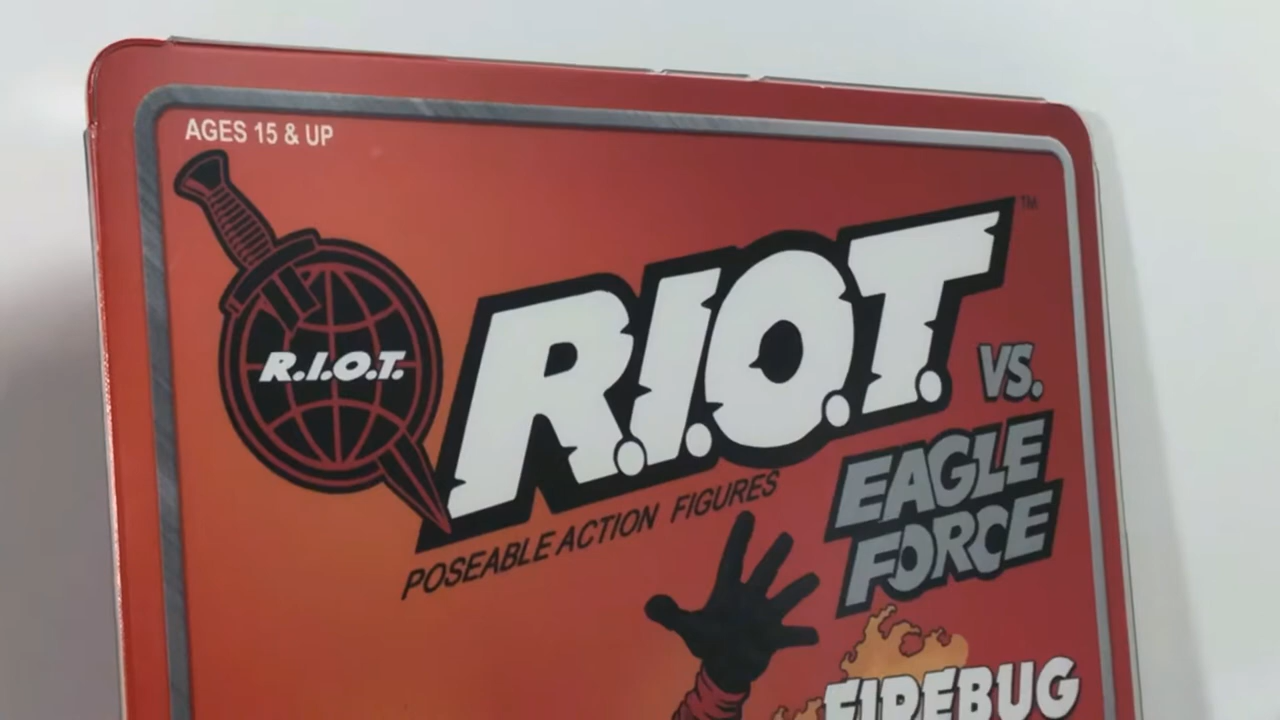 AGES 15 & UP
R.I.O.T.
R.I.O.T.™
VS.
EAGLE
FORCE
POSEABLE ACTION FIGURES
FIREBUG